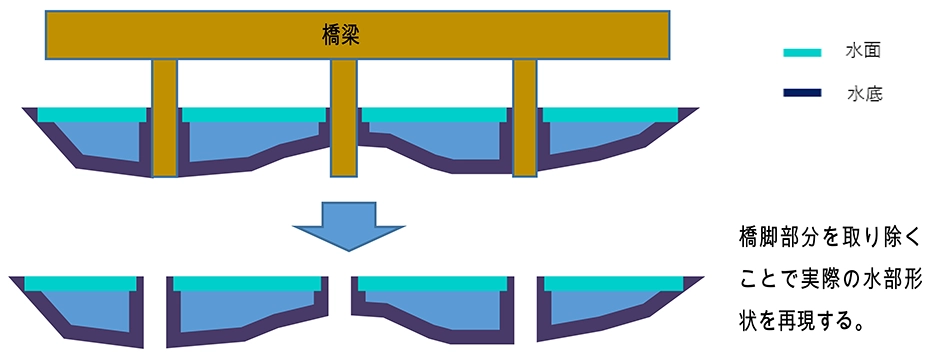 橋梁
水面
水底
橋脚部分を取り除く
ことで実際の水部形
状を再現する。